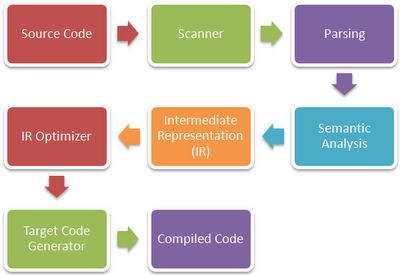 Source Code
Scanner
Parsing
Semantic
Analysis
Intermediate
Representation
(IR)
IR Optimizer
Target Code
Generator
Compiled Code